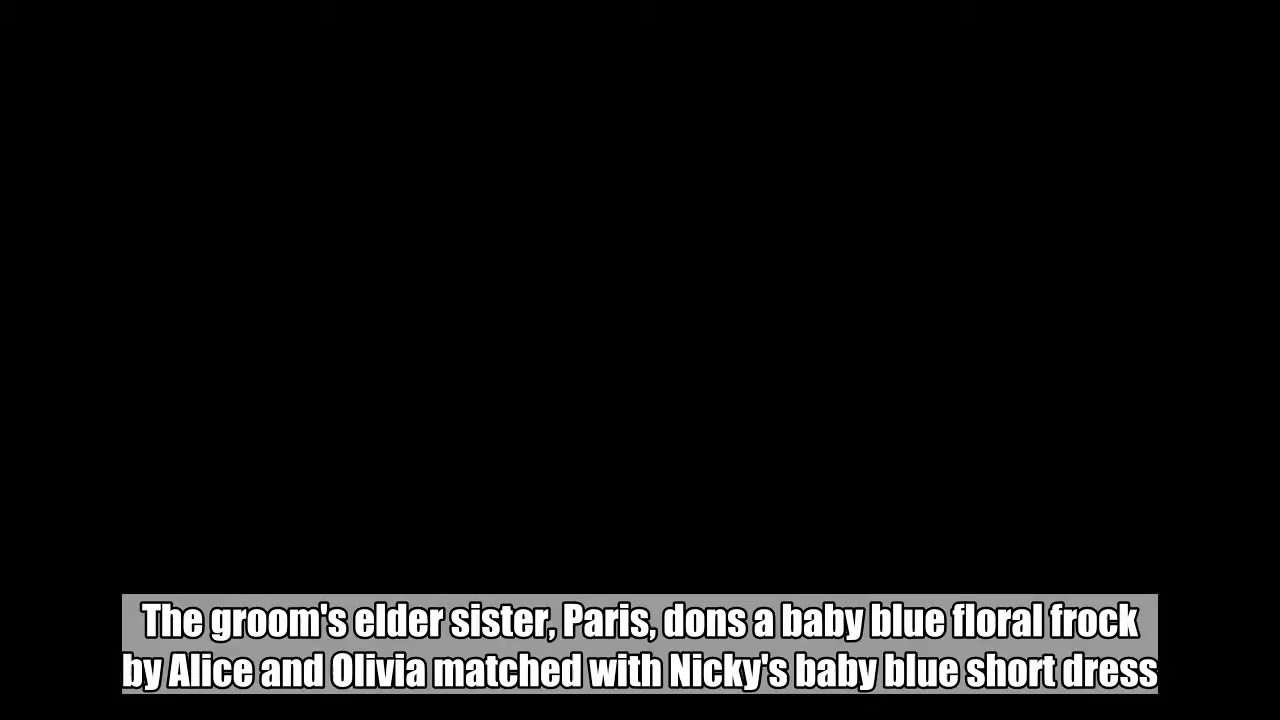 The groom's elder sister, Paris, dons a baby blue floral frock
by Alice and Olivia matched with Nicky's baby blue short dress